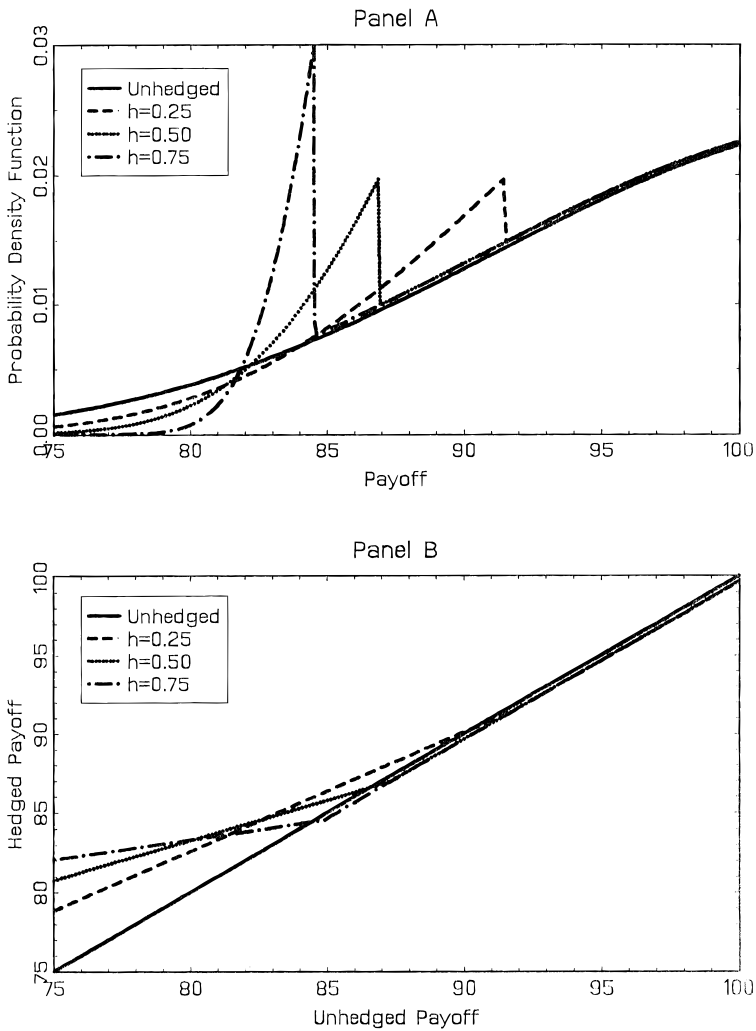 Panel A
0.03
0.02
0.01
0.00
Probability Density Function
Unhedged
h=0.25
h=0.50
h=0.75
75 80 85 90 95 100
Payoff
Panel B
100
95
90
85
80
75
Hedged Payoff
Unhedged
h=0.25
h=0.50
h=0.75
75 80 85 90 95 100
Unhedged Payoff